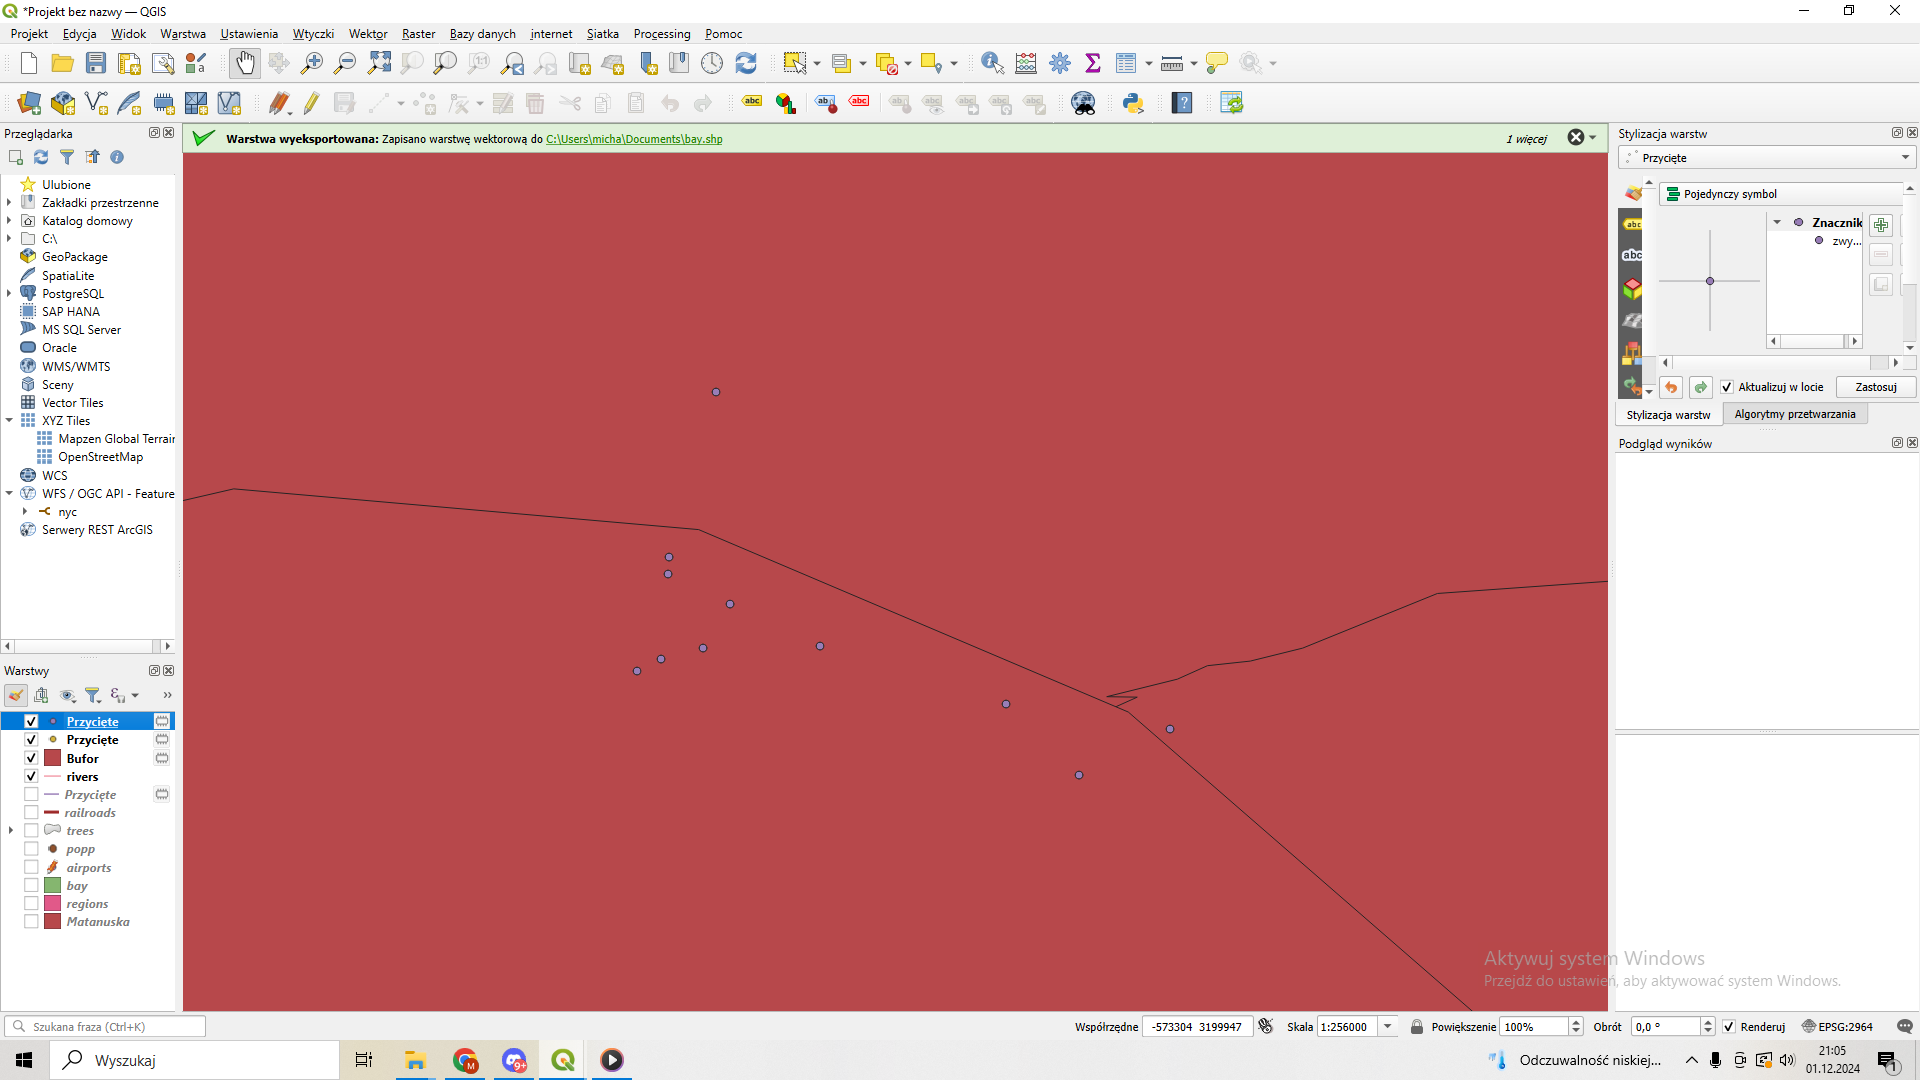 *Projekt bez nazwy — QGIS
Projekt Edycja Widok Warstwa Ustawienia Wtyczki Wektor Raster Bazy danych internet Siatka Processing Pomoc
Przeglądarka
Warstwa wyeksportowana: Zapisano warstwę wektorową do C:\Users\micha\Documents\bay.shp
1 więcej
Ulubione
Zakładki przestrzenne
Katalog domowy
C:\
GeoPackage
SpatiaLite
PostgreSQL
SAP HANA
MS SQL Server
Oracle
WMS/WMTS
Sceny
Vector Tiles
XYZ Tiles
Mapzen Global Terrain
OpenStreetMap
WCS
WFS / OGC API - Feature
nyc
Serwery REST ArcGIS
Warstwy
Przycięte
Przycięte
Bufor
rivers
Przycięte
railroads
trees
popp
airports
bay
regions
Matanuska
Stylizacja warstw
Przycięte
Pojedynczy symbol
Znacznik
zwy...
Aktualizuj w locie
Zastosuj
Stylizacja warstw
Algorytmy przetwarzania
Podgląd wyników
Aktywuj system Windows
Przejdź do ustawień, aby aktywować system Windows.
Szukana fraza (Ctrl+K)
Współrzędne -573304 3199947 Skala 1:256000 Powiększenie 100% Obrót 0,0 ° Renderuj EPSG:2964
Wyszukaj
Odczuwalność niskiej...
21:05
01.12.2024